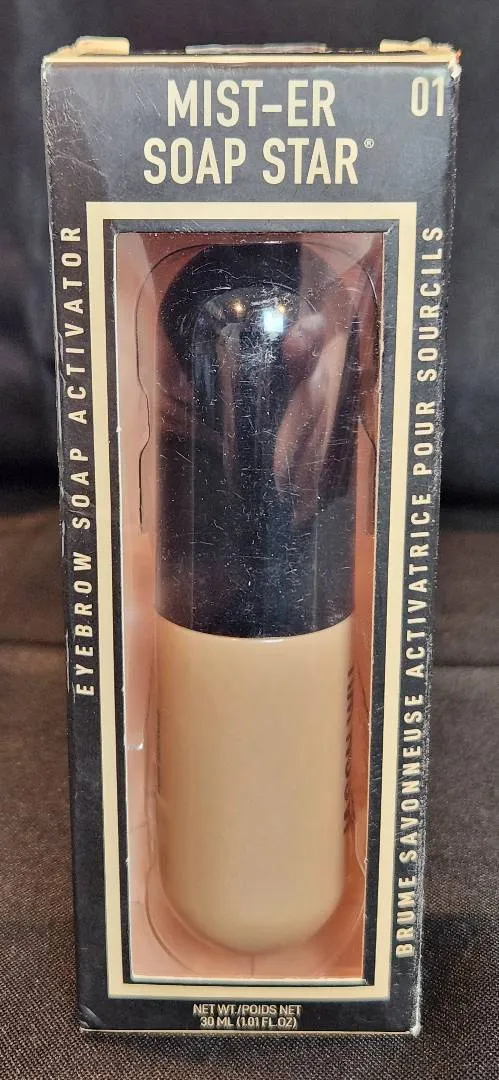 MIST-ER
SOAP STAR®
01
EYEBROW SOAP ACTIVATOR
BRUME SAVONNEUSE ACTIVATRICE POUR SOURCILS
NET WT./POIDS NET
30 ML (1.01 FL.OZ)